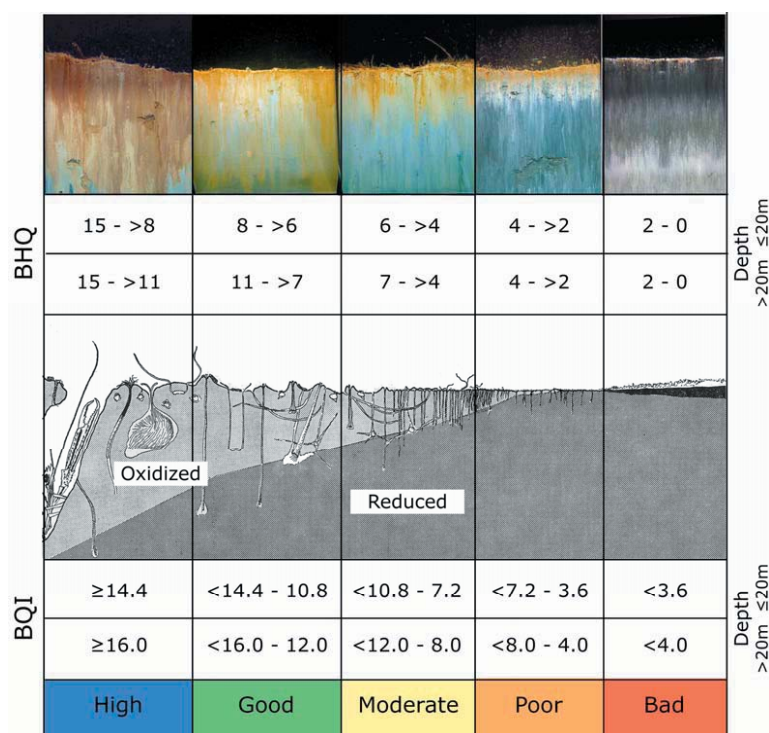 BHQ
15 - >8 8 - >6 6 - >4 4 - >2 2 - 0
15 - >11 11 - >7 7 - >4 4 - >2 2 - 0
Depth
>20m ≤20m
Oxidized
Reduced
BQI
≥14.4 <14.4 - 10.8 <10.8 - 7.2 <7.2 - 3.6 <3.6
≥16.0 <16.0 - 12.0 <12.0 - 8.0 <8.0 - 4.0 <4.0
Depth
>20m ≤20m
High Good Moderate Poor Bad